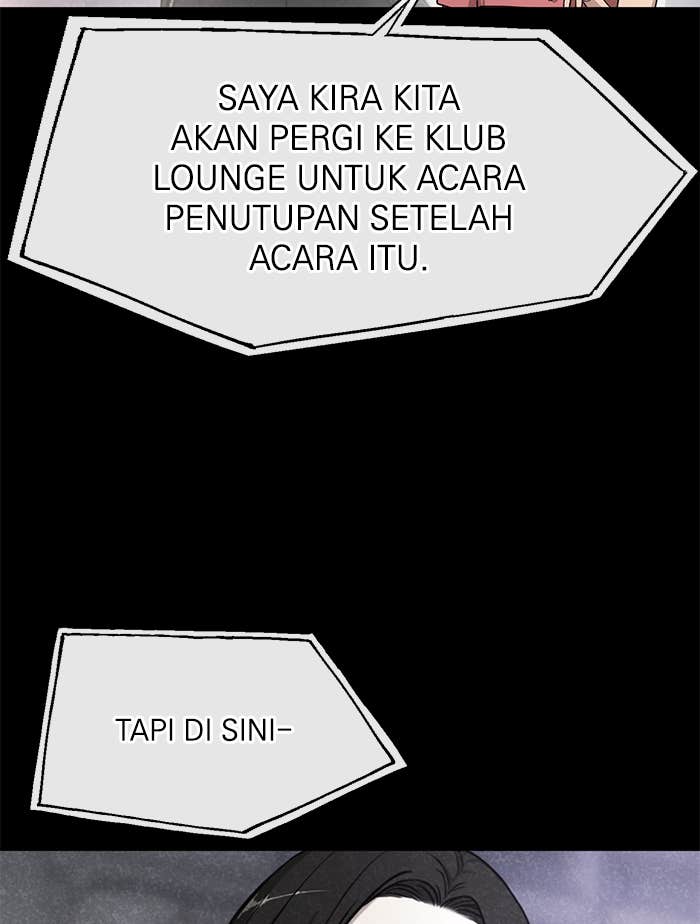 SAYA KIRA KITA
AKAN PERGI KE KLUB
LOUNGE UNTUK ACARA
PENUTUPAN SETELAH
ACARA ITU.
TAPI DI SINI-